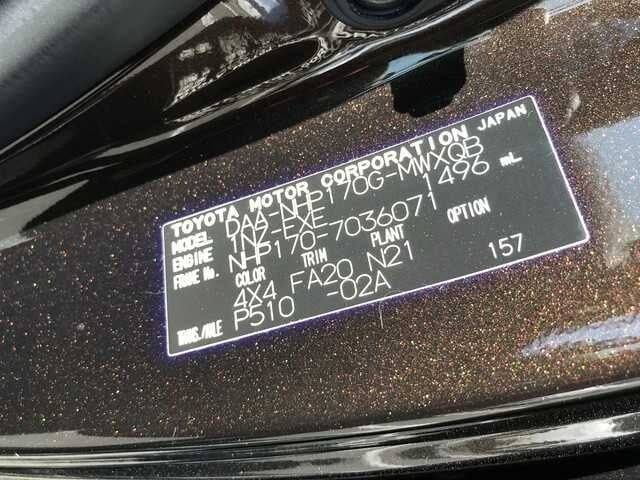 TOYOTA MOTOR CORPORATION JAPAN
MODEL DAA-NHP170G-MWXQB
ENGINE 1NZ-FXE 1496 mL
FRAME No. NHP170-7036071
COLOR TRIM PLANT OPTION
4X4 FA20 N21 157
TRANS./AXLE P510 -02A